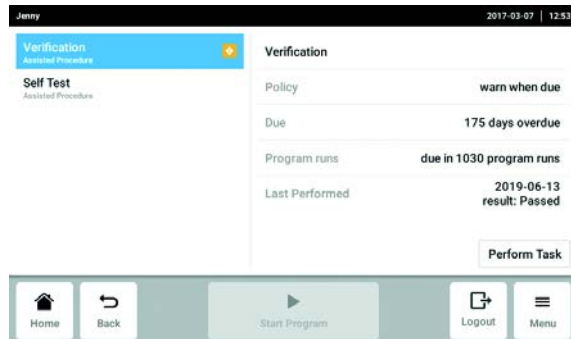 Jenny
2017-03-07 | 12:53
Verification
Assisted Procedure
Self Test
Assisted Procedure
Verification
Policy warn when due
Due 175 days overdue
Program runs due in 1030 program runs
Last Performed 2019-06-13
result: Passed
Perform Task
Home
Back
Start Program
Logout
Menu